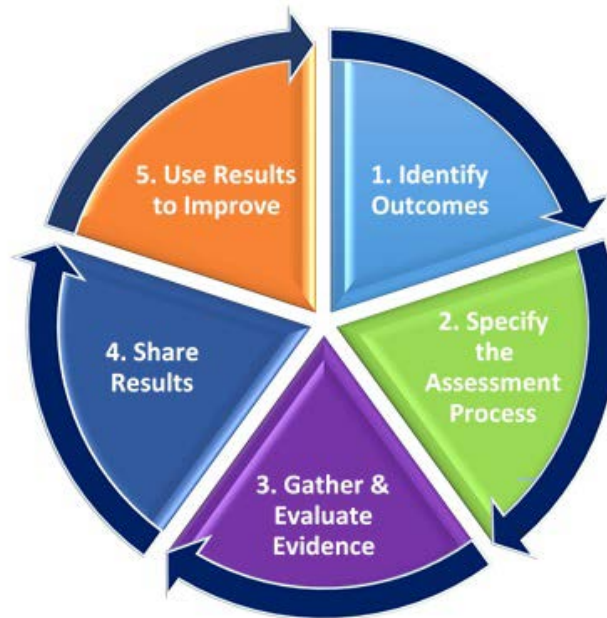 1. Identify
Outcomes
2. Specify
the
Assessment
Process
3. Gather &
Evaluate
Evidence
4. Share
Results
5. Use Results
to Improve